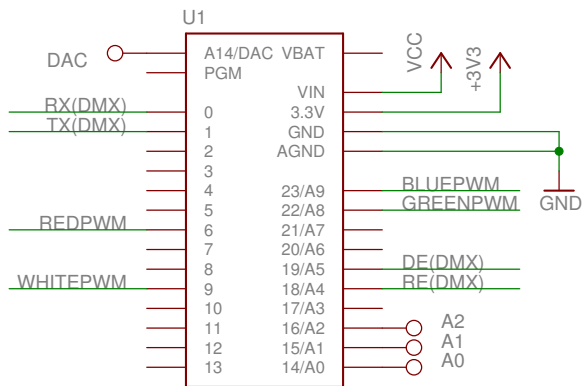 U1
DAC A14/DAC VBAT VCC +3V3
PGM
VIN
RX(DMX) 0 3.3V
TX(DMX) 1 GND
2 AGND
3
4 23/A9 BLUEPWM
5 22/A8 GREENPWM GND
REDPWM 6 21/A7
7 20/A6
8 19/A5 DE(DMX)
WHITEPWM 9 18/A4 RE(DMX)
10 17/A3
11 16/A2 A2
12 15/A1 A1
13 14/A0 A0